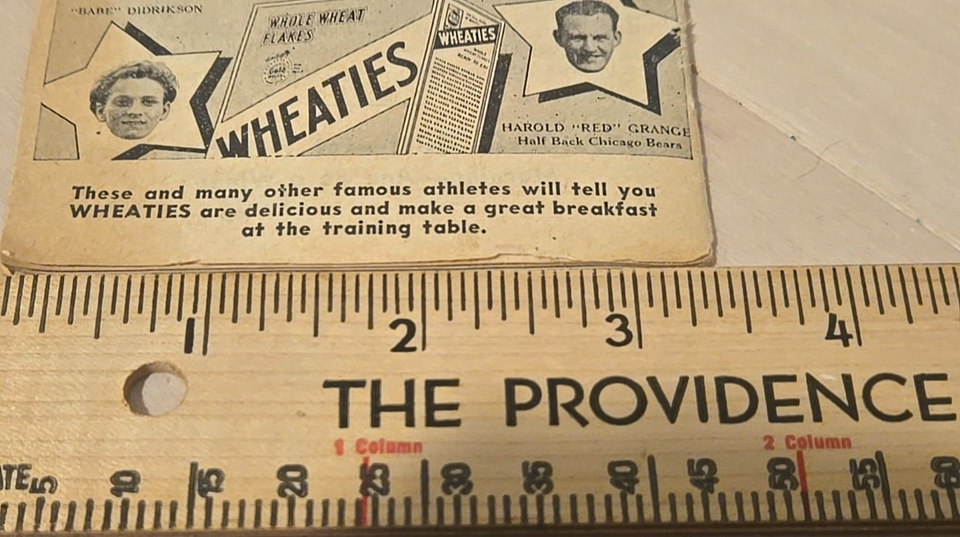 "BABE" DIDRIKSON
WHOLE WHEAT
FLAKES
WHEATIES
WHEATIES
HAROLD "RED" GRANGE
Half Back Chicago Bears
These and many other famous athletes will tell you
WHEATIES are delicious and make a great breakfast
at the training table.
1 2 3 4
THE PROVIDENCE
1 Column 2 Column
5 10 15 20 25 30 35 40 45 50 55 60